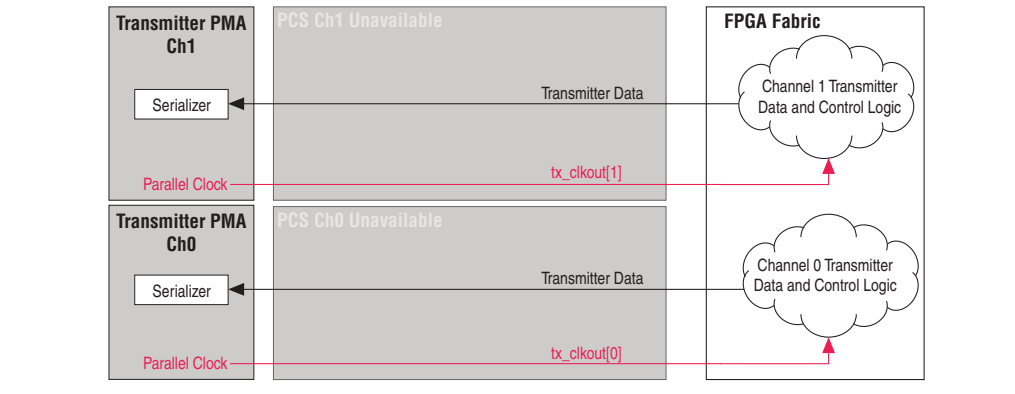 Transmitter PMA
Ch1
PCS Ch1 Unavailable
FPGA Fabric
Serializer
Transmitter Data
Channel 1 Transmitter
Data and Control Logic
Parallel Clock
tx_clkout[1]
Transmitter PMA
Ch0
PCS Ch0 Unavailable
Serializer
Transmitter Data
Channel 0 Transmitter
Data and Control Logic
Parallel Clock
tx_clkout[0]